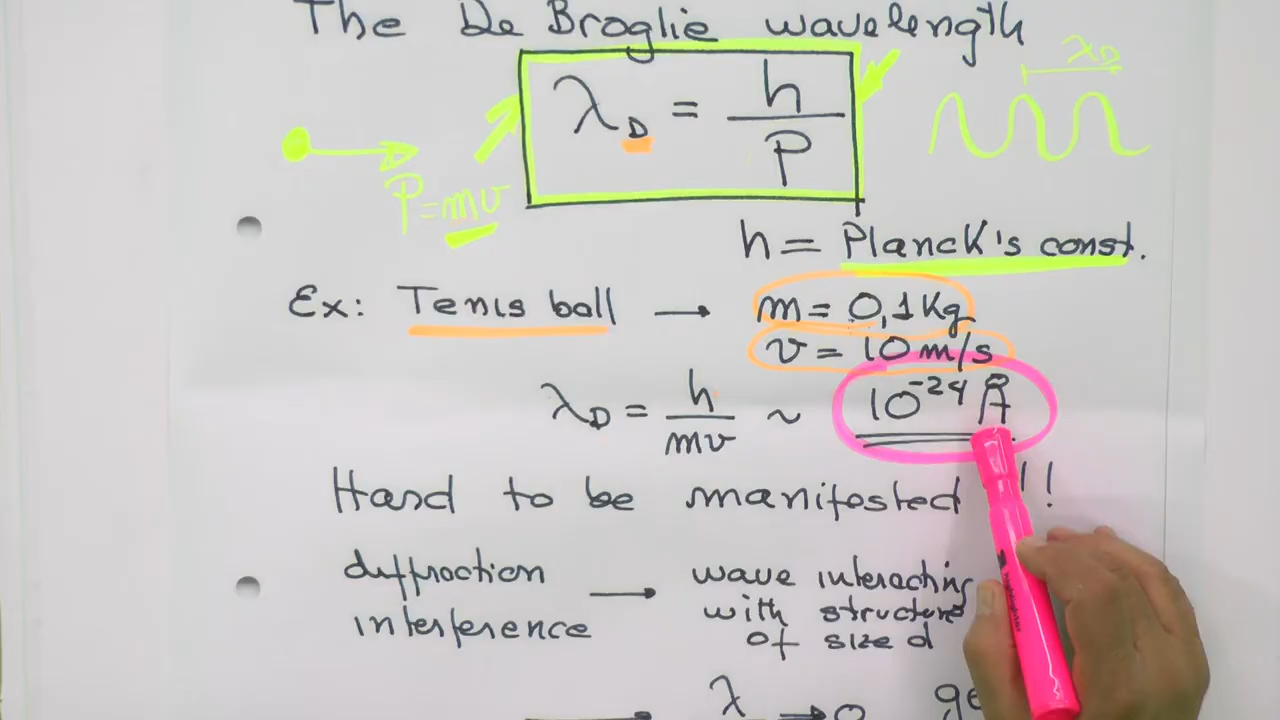 The De Broglie wavelength
λD = h / P
λD
P = mv
h = Planck's const.
Ex: Tenis ball → m = 0,1 Kg
v = 10 m/s
λD = h / mv ~ 10⁻²⁴ Å
Hard to be manifested !!
diffraction → wave interacting
interference with structure
of size d
λ → 0